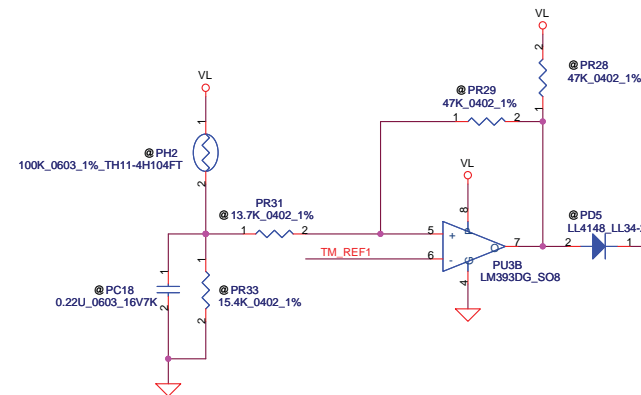 VL
@PR28
47K_0402_1%
2
1
@PR29
47K_0402_1%
1
2
VL
1
@PH2
100K_0603_1%_TH11-4H104FT
2
VL
PR31
@13.7K_0402_1%
1
2
TM_REF1
5
+
6
-
8
P
G
4
O
7
PU3B
LM393DG_SO8
@PD5
LL4148_LL34-
2
1
1
@PC18
0.22U_0603_16V7K
2
1
@PR33
15.4K_0402_1%
2